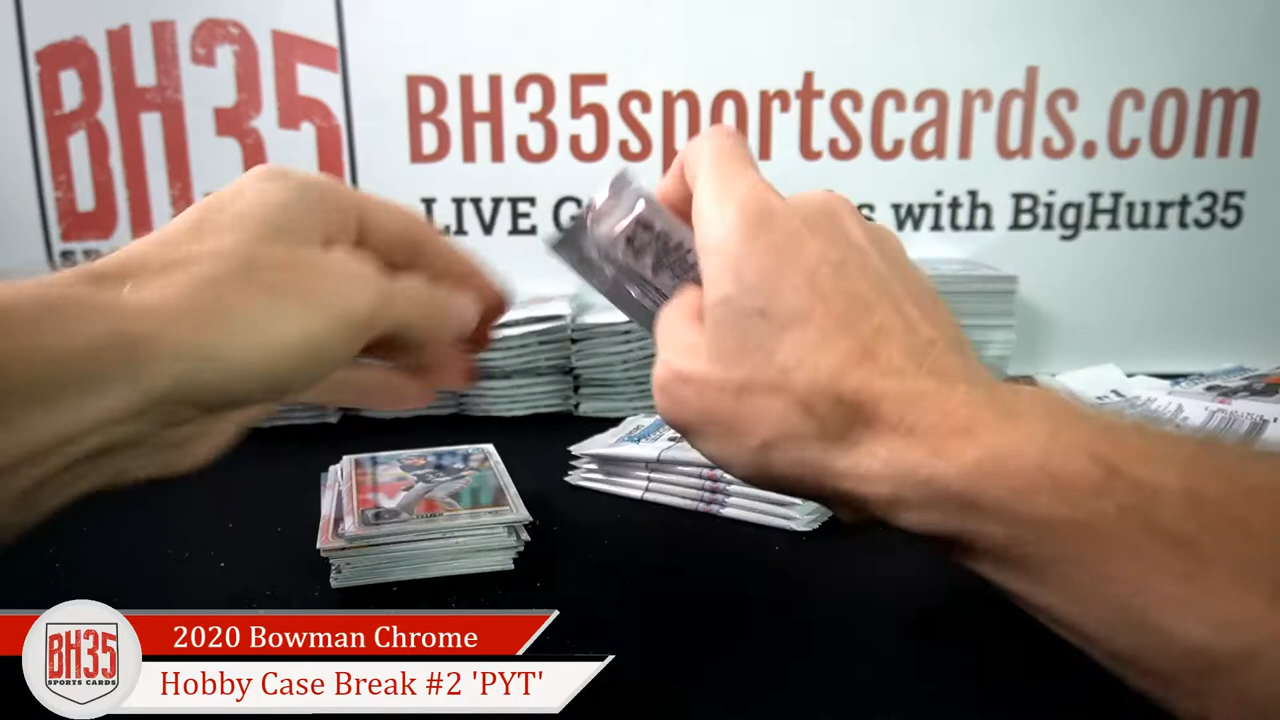 BH35
BH35sportscards.com
LIVE
with BigHurt35
2020 Bowman Chrome
BH35
SPORTS CARDS
Hobby Case Break #2 'PYT'